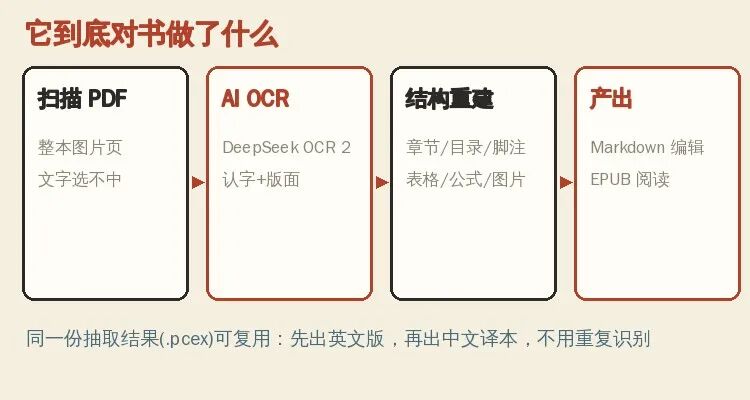 它到底对书做了什么
扫描 PDF
整本图片页
文字选不中
AI OCR
DeepSeek OCR 2
认字+版面
结构重建
章节/目录/脚注
表格/公式/图片
产出
Markdown 编辑
EPUB 阅读
同一份抽取结果(.pcex)可复用：先出英文版，再出中文译本，不用重复识别